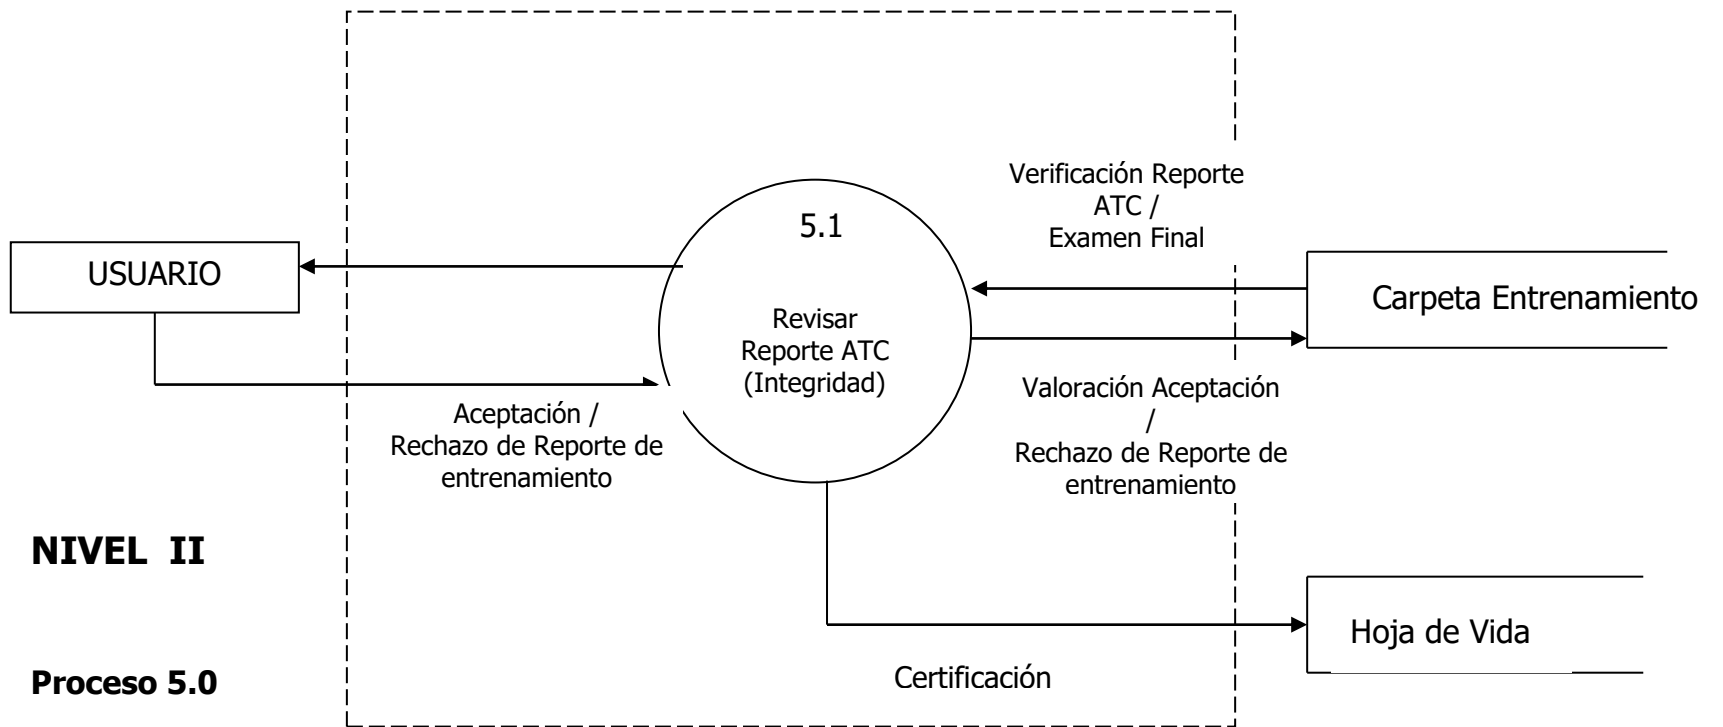 Verificación Reporte
ATC /
Examen Final
5.1
USUARIO
Carpeta Entrenamiento
Revisar
Reporte ATC
(Integridad)
Aceptación /
Rechazo de Reporte de
entrenamiento
Valoración Aceptación
/
Rechazo de Reporte de
entrenamiento
NIVEL II
Hoja de Vida
Certificación
Proceso 5.0